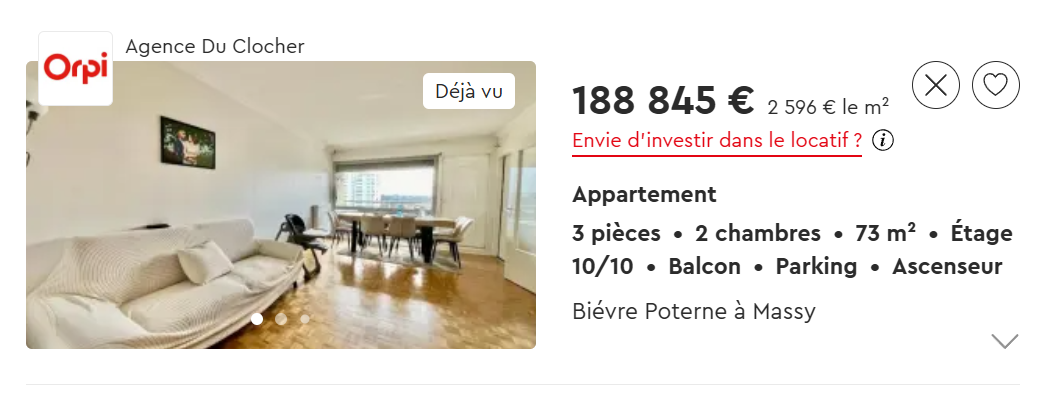 Orpi
Agence Du Clocher
Déjà vu
188 845 € 2 596 € le m²
Envie d'investir dans le locatif ? i
Appartement
3 pièces • 2 chambres • 73 m² • Étage
10/10 • Balcon • Parking • Ascenseur
Biévre Poterne à Massy